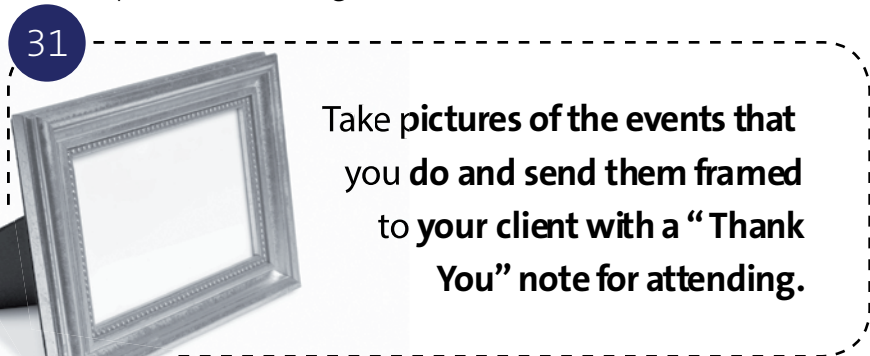 31
Take pictures of the events that
you do and send them framed
to your client with a “ Thank
You” note for attending.